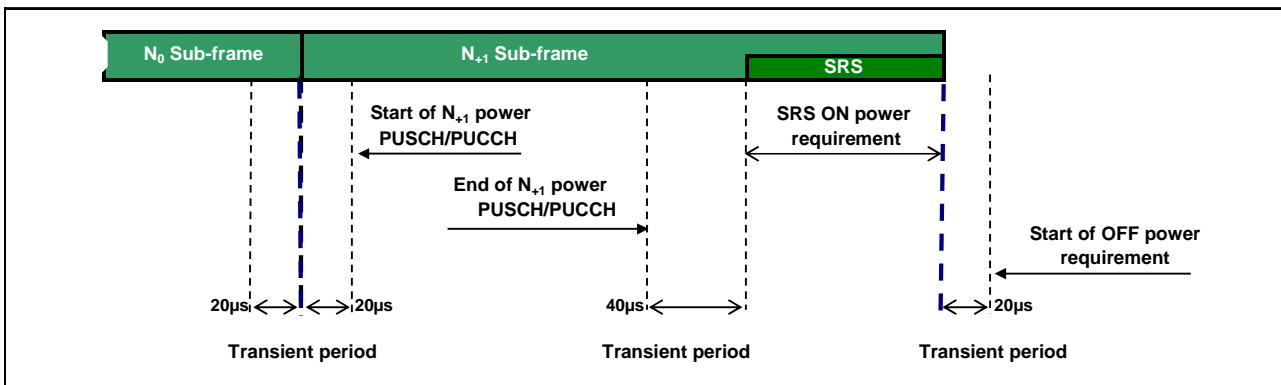 N0 Sub-frame
N+1 Sub-frame
SRS
Start of N+1 power
PUSCH/PUCCH
SRS ON power
requirement
End of N+1 power
PUSCH/PUCCH
Start of OFF power
requirement
20µs
20µs
40µs
20µs
Transient period
Transient period
Transient period